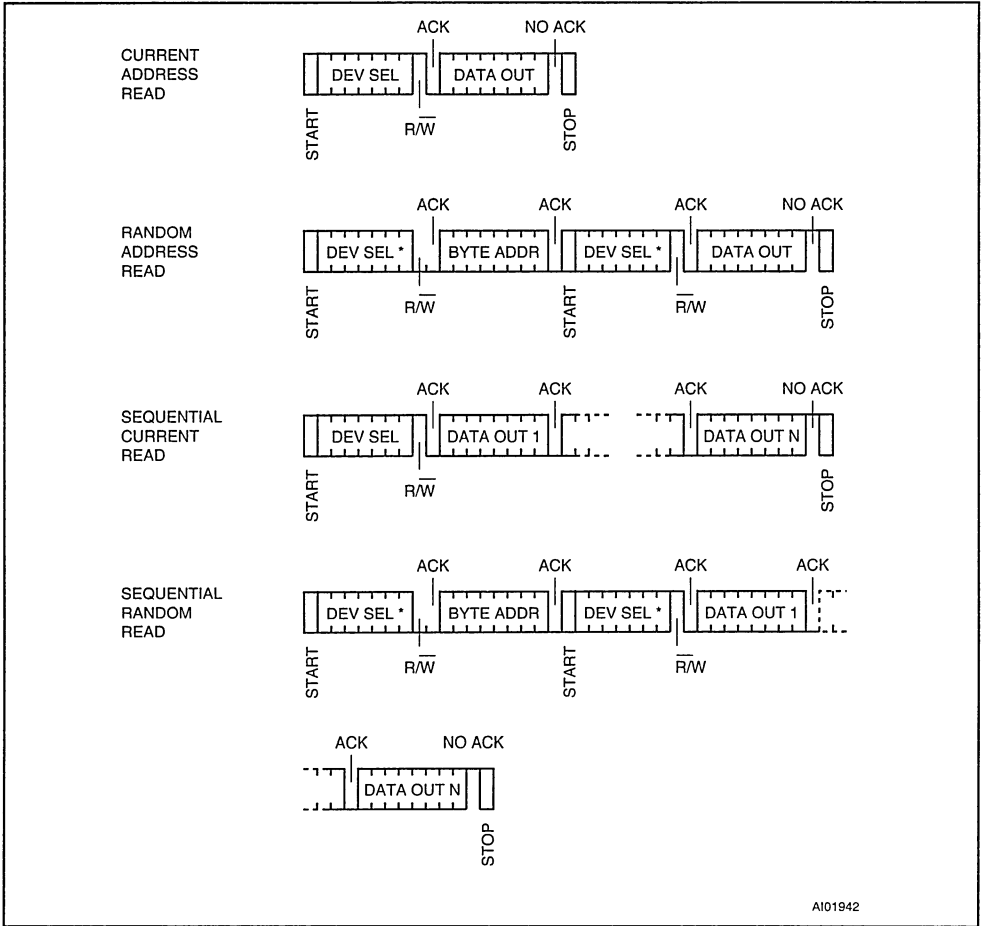 ACK NO ACK
CURRENT
ADDRESS
READ
DEV SEL DATA OUT
START R/W̅ STOP
ACK ACK ACK NO ACK
RANDOM
ADDRESS
READ
DEV SEL * BYTE ADDR DEV SEL * DATA OUT
START R/W̅ START R/W̅ STOP
ACK ACK ACK NO ACK
SEQUENTIAL
CURRENT
READ
DEV SEL DATA OUT 1 DATA OUT N
START R/W̅ STOP
ACK ACK ACK ACK
SEQUENTIAL
RANDOM
READ
DEV SEL * BYTE ADDR DEV SEL * DATA OUT 1
START R/W̅ START R/W̅
ACK NO ACK
DATA OUT N
STOP
AI01942